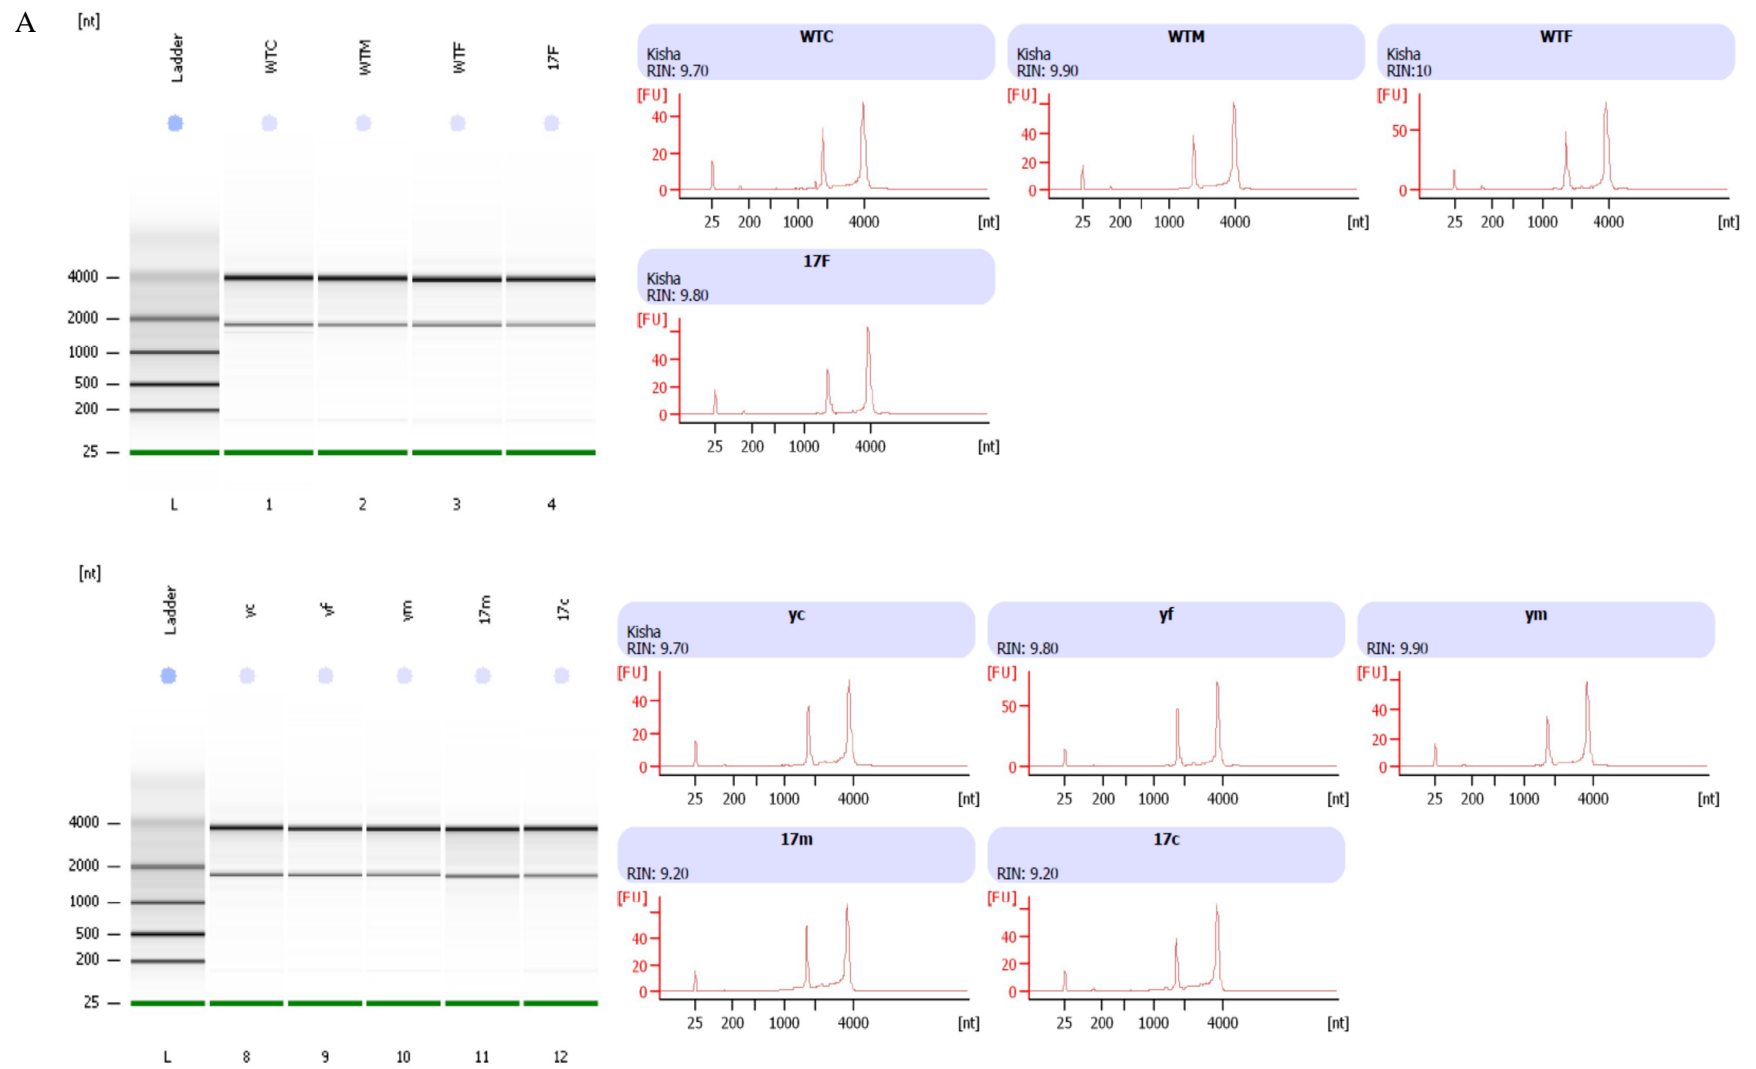 A
[nt]
Ladder
WTC
WTM
WTF
17F
4000
2000
1000
500
200
25
L
1
2
3
4
WTC
Kisha
RIN: 9.70
[FU]
40
20
0
25 200 1000 4000 [nt]
WTM
Kisha
RIN: 9.90
[FU]
40
20
0
25 200 1000 4000 [nt]
WTF
Kisha
RIN:10
[FU]
50
0
25 200 1000 4000 [nt]
17F
Kisha
RIN: 9.80
[FU]
40
20
0
25 200 1000 4000 [nt]
[nt]
Ladder
yc
yf
ym
17m
17c
4000
2000
1000
500
200
25
L
8
9
10
11
12
yc
Kisha
RIN: 9.70
[FU]
40
20
0
25 200 1000 4000 [nt]
yf
RIN: 9.80
[FU]
50
0
25 200 1000 4000 [nt]
ym
RIN: 9.90
[FU]
40
20
0
25 200 1000 4000 [nt]
17m
RIN: 9.20
[FU]
40
20
0
25 200 1000 4000 [nt]
17c
RIN: 9.20
[FU]
40
20
0
25 200 1000 4000 [nt]